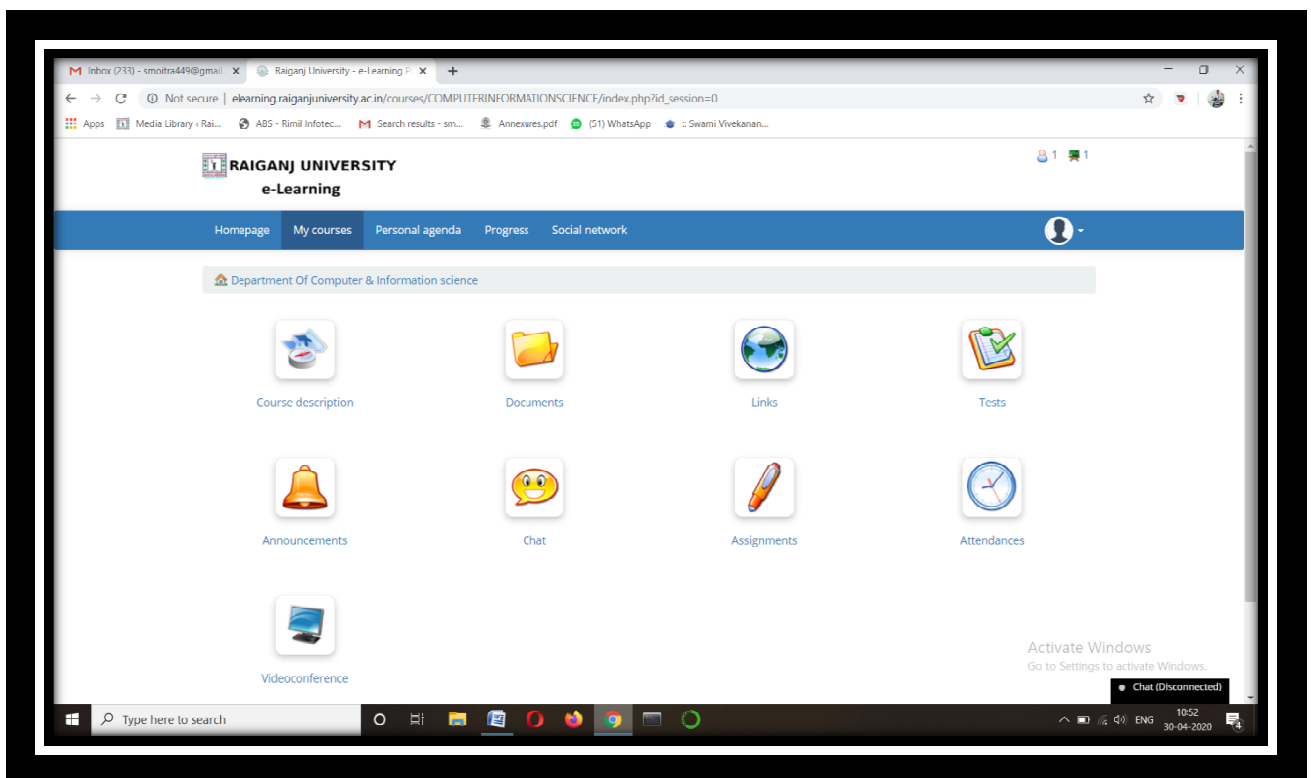 Inbox (233) - smoitra449@gmail. x Raiganj University - e-Learning P x +
Not secure | elearning.raiganjuniversity.ac.in/courses/COMPUTERINFORMATIONSCIENCE/index.php?id_session=0
Apps Media Library ‹ Rai... ABS - Rimil Infotec... Search results - sm... Annexures.pdf (51) WhatsApp :: Swami Vivekanan...
RAIGANJ UNIVERSITY
e-Learning
1 1
Homepage My courses Personal agenda Progress Social network
Department Of Computer & Information science
Course description Documents Links Tests
Announcements Chat Assignments Attendances
Videoconference
Activate Windows
Go to Settings to activate Windows.
Chat (Disconnected)
Type here to search
ENG 10:52
30-04-2020
4